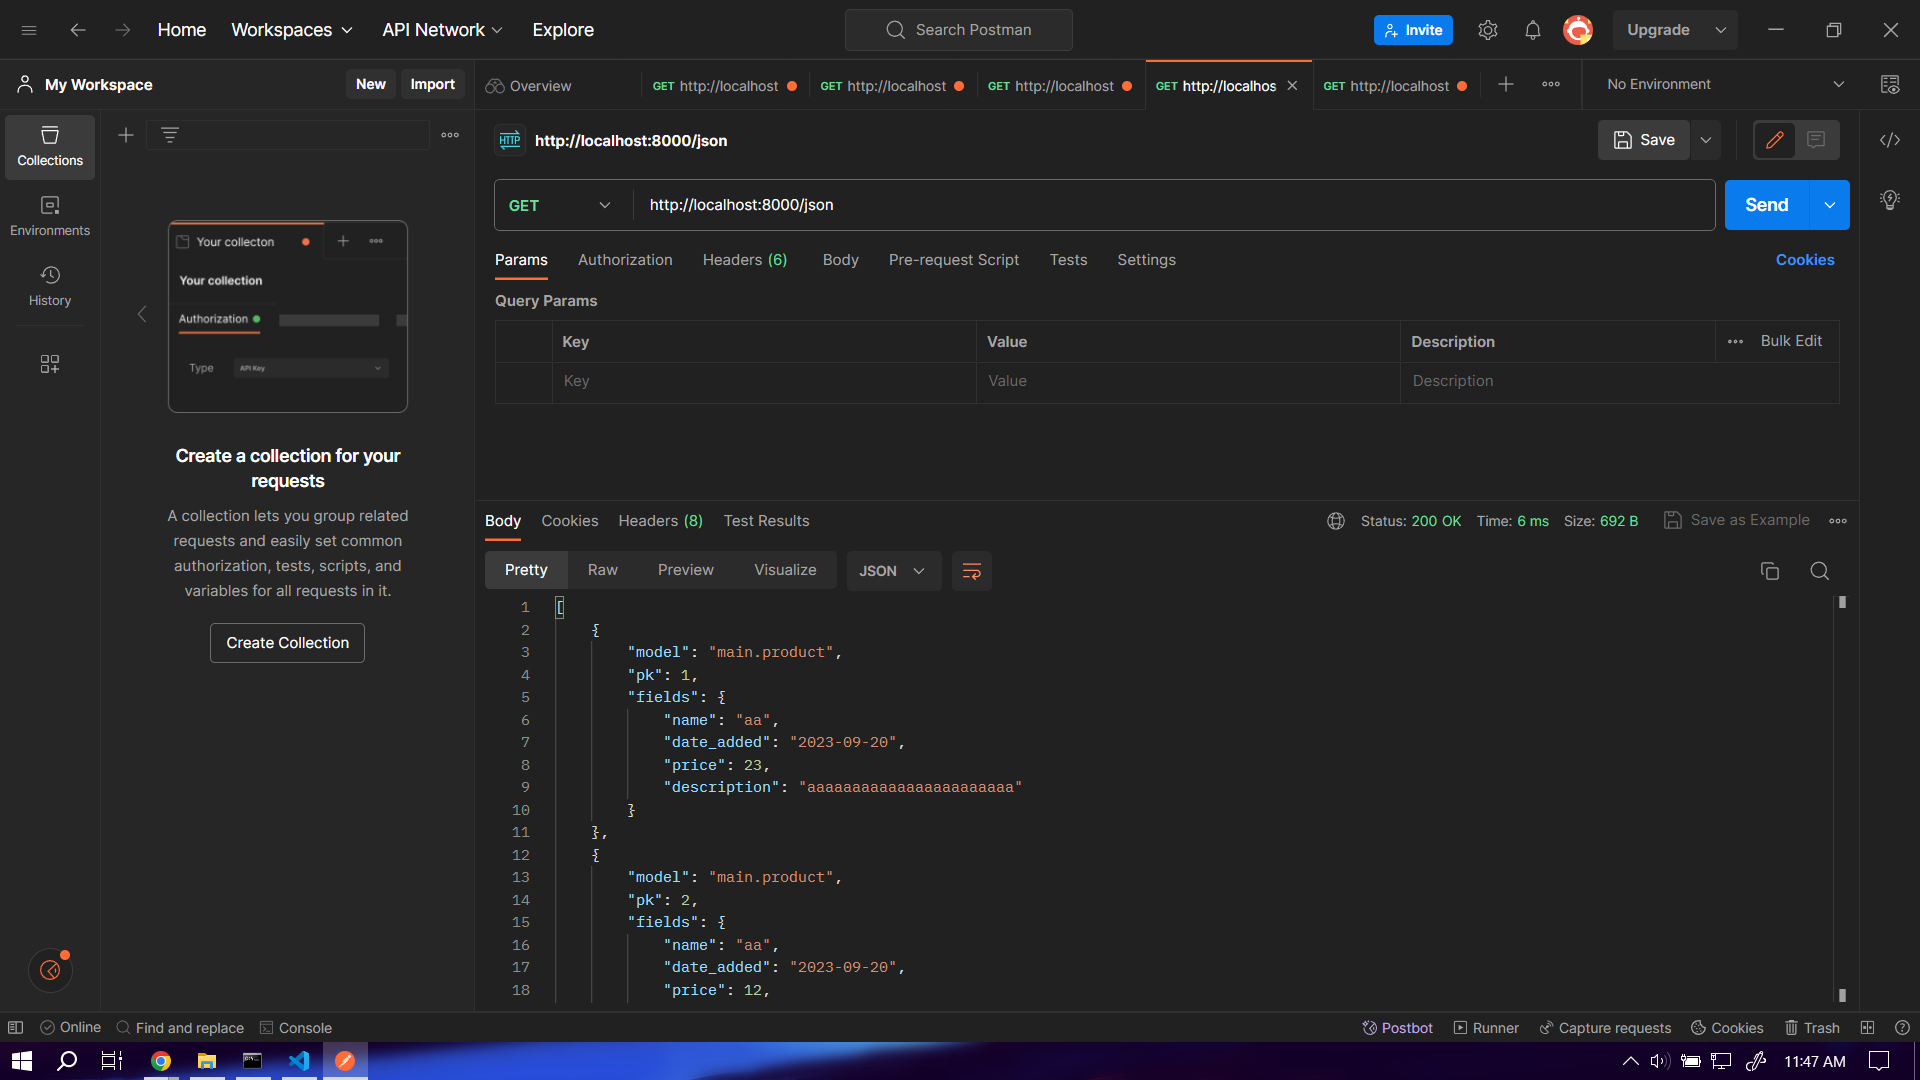 Home Workspaces API Network Explore Search Postman Invite Upgrade
My Workspace New Import Overview GET http://localhost GET http://localhost GET http://localhost GET http://localhos GET http://localhost No Environment
Collections
Environments
History
Your collecton
Your collection
Authorization
Type API Key
Create a collection for your
requests
A collection lets you group related
requests and easily set common
authorization, tests, scripts, and
variables for all requests in it.
Create Collection
HTTP http://localhost:8000/json Save
GET http://localhost:8000/json Send
Params Authorization Headers (6) Body Pre-request Script Tests Settings Cookies
Query Params
Key Value Description Bulk Edit
Key Value Description
Body Cookies Headers (8) Test Results Status: 200 OK Time: 6 ms Size: 692 B Save as Example
Pretty Raw Preview Visualize JSON
1 [
2 {
3 "model": "main.product",
4 "pk": 1,
5 "fields": {
6 "name": "aa",
7 "date_added": "2023-09-20",
8 "price": 23,
9 "description": "aaaaaaaaaaaaaaaaaaaaaaa"
10 }
11 },
12 {
13 "model": "main.product",
14 "pk": 2,
15 "fields": {
16 "name": "aa",
17 "date_added": "2023-09-20",
18 "price": 12,
Online Find and replace Console Postbot Runner Capture requests Cookies Trash
11:47 AM